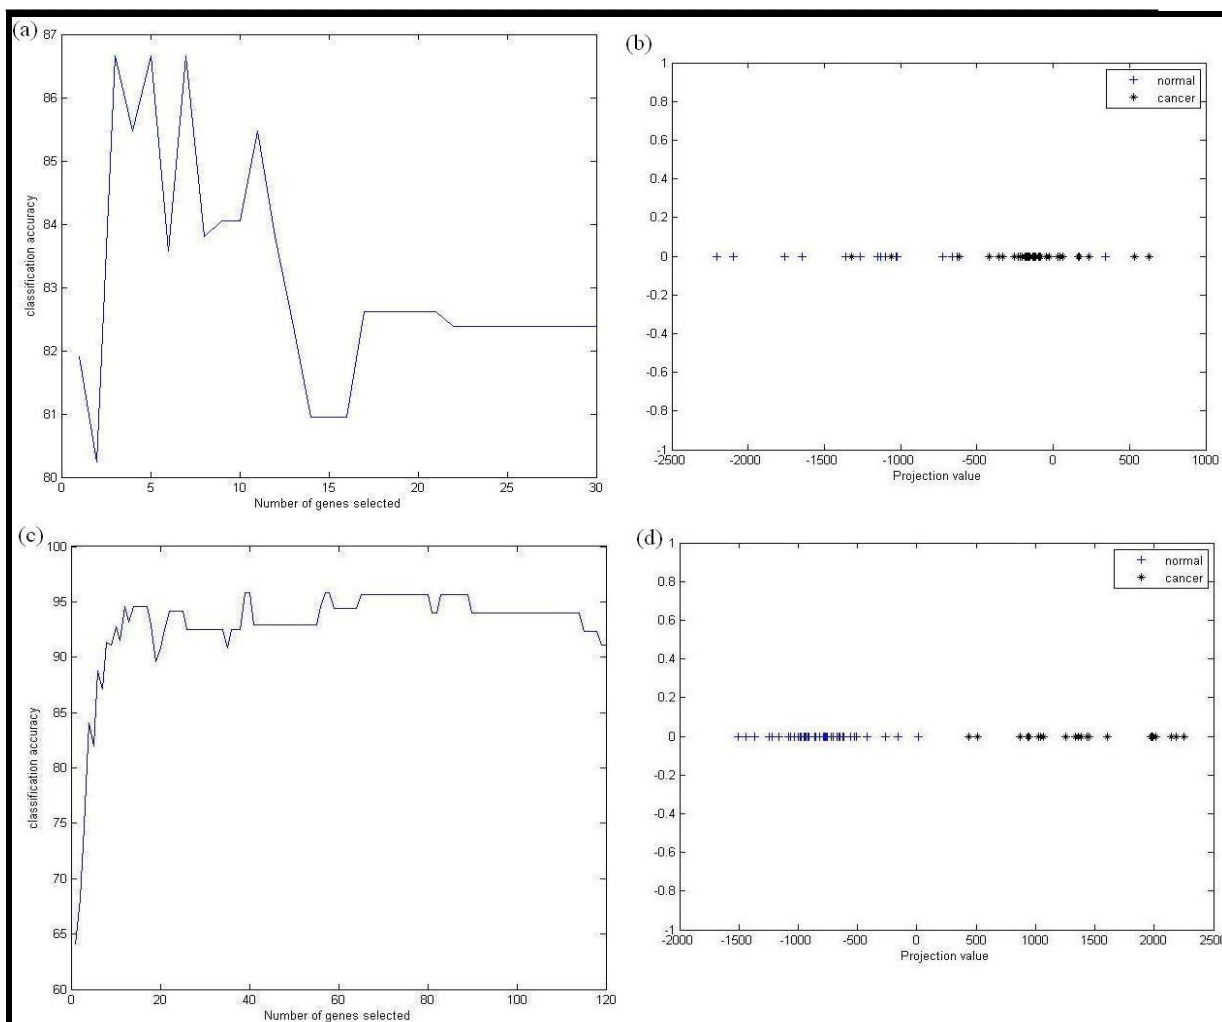 (a)
87
86
85
84
83
82
81
80
classification accuracy
0 5 10 15 20 25 30
Number of genes selected
(b)
1
0.8
0.6
0.4
0.2
0
-0.2
-0.4
-0.6
-0.8
-1
normal
cancer
-2500 -2000 -1500 -1000 -500 0 500 1000
Projection value
(c)
100
95
90
85
80
75
70
65
60
classification accuracy
0 20 40 60 80 100 120
Number of genes selected
(d)
1
0.8
0.6
0.4
0.2
0
-0.2
-0.4
-0.6
-0.8
-1
normal
cancer
-2000 -1500 -1000 -500 0 500 1000 1500 2000 2500
Projection value